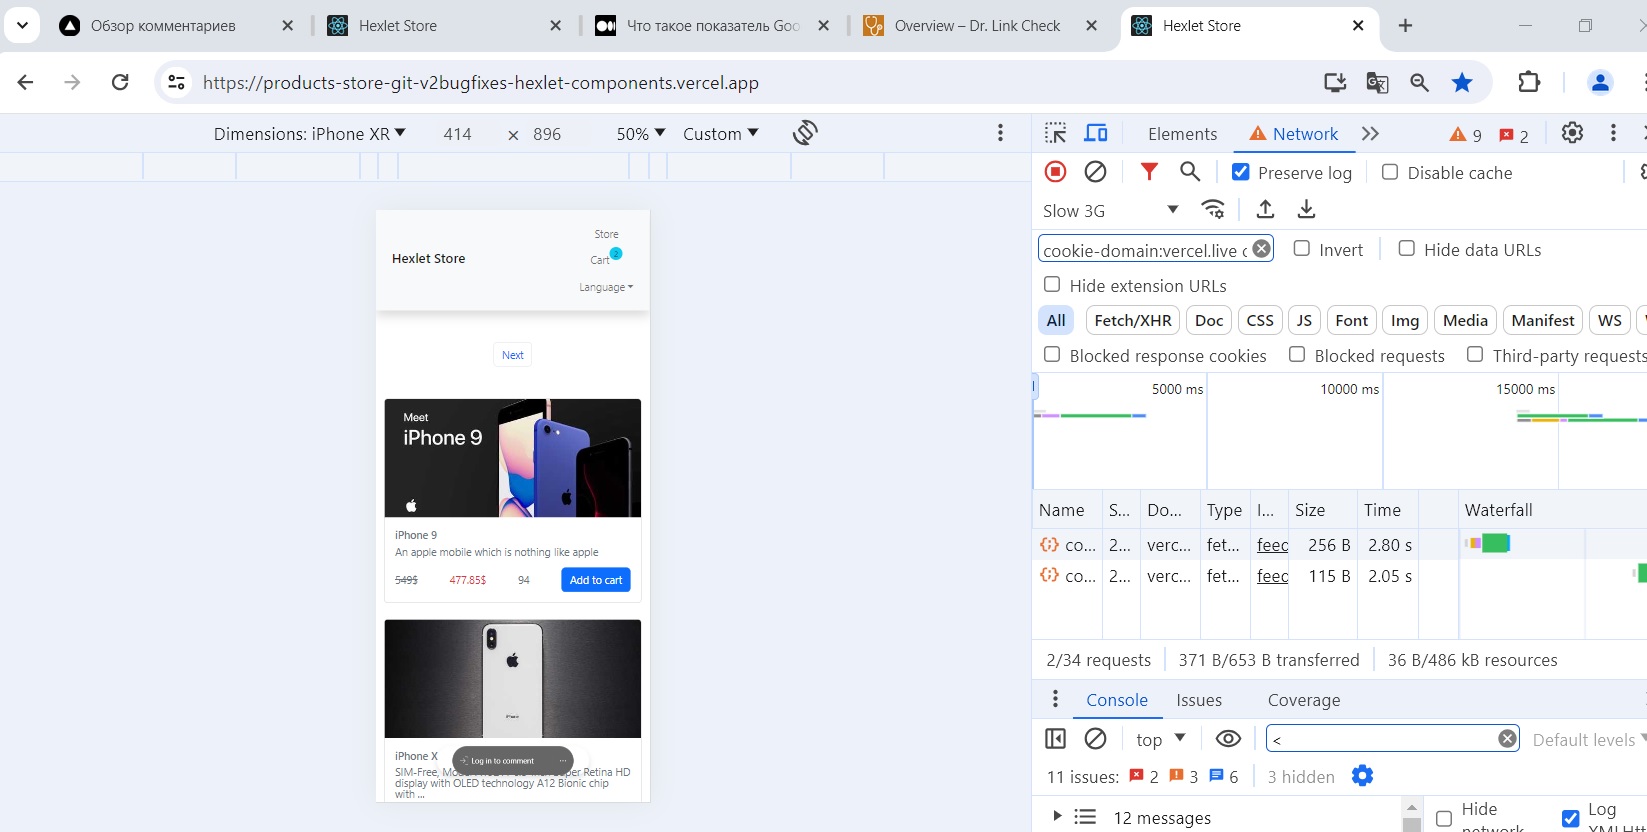 Обзор комментариев
Hexlet Store
Что такое показатель Goo
Overview – Dr. Link Check
Hexlet Store
https://products-store-git-v2bugfixes-hexlet-components.vercel.app
Dimensions: iPhone XR 414 × 896 50% Custom
Elements Network 9 2
Preserve log Disable cache
Slow 3G
cookie-domain:vercel.live c Invert Hide data URLs
Hide extension URLs
All Fetch/XHR Doc CSS JS Font Img Media Manifest WS
Blocked response cookies Blocked requests Third-party requests
5000 ms 10000 ms 15000 ms
Name S... Do... Type I... Size Time Waterfall
co... 2... verc... fet... feed 256 B 2.80 s
co... 2... verc... fet... feed 115 B 2.05 s
2/34 requests 371 B/653 B transferred 36 B/486 kB resources
Console Issues Coverage
top < Default levels
11 issues: 2 3 6 3 hidden
12 messages
Hide
network
Log
XMLHtt
Hexlet Store
Store
Cart 2
Language
Next
Meet
iPhone 9
iPhone 9
An apple mobile which is nothing like apple
549$ 477.85$ 94 Add to cart
iPhone X
Log in to comment ...
SIM-Free,
Super Retina HD
display with OLED technology A12 Bionic chip
with ...